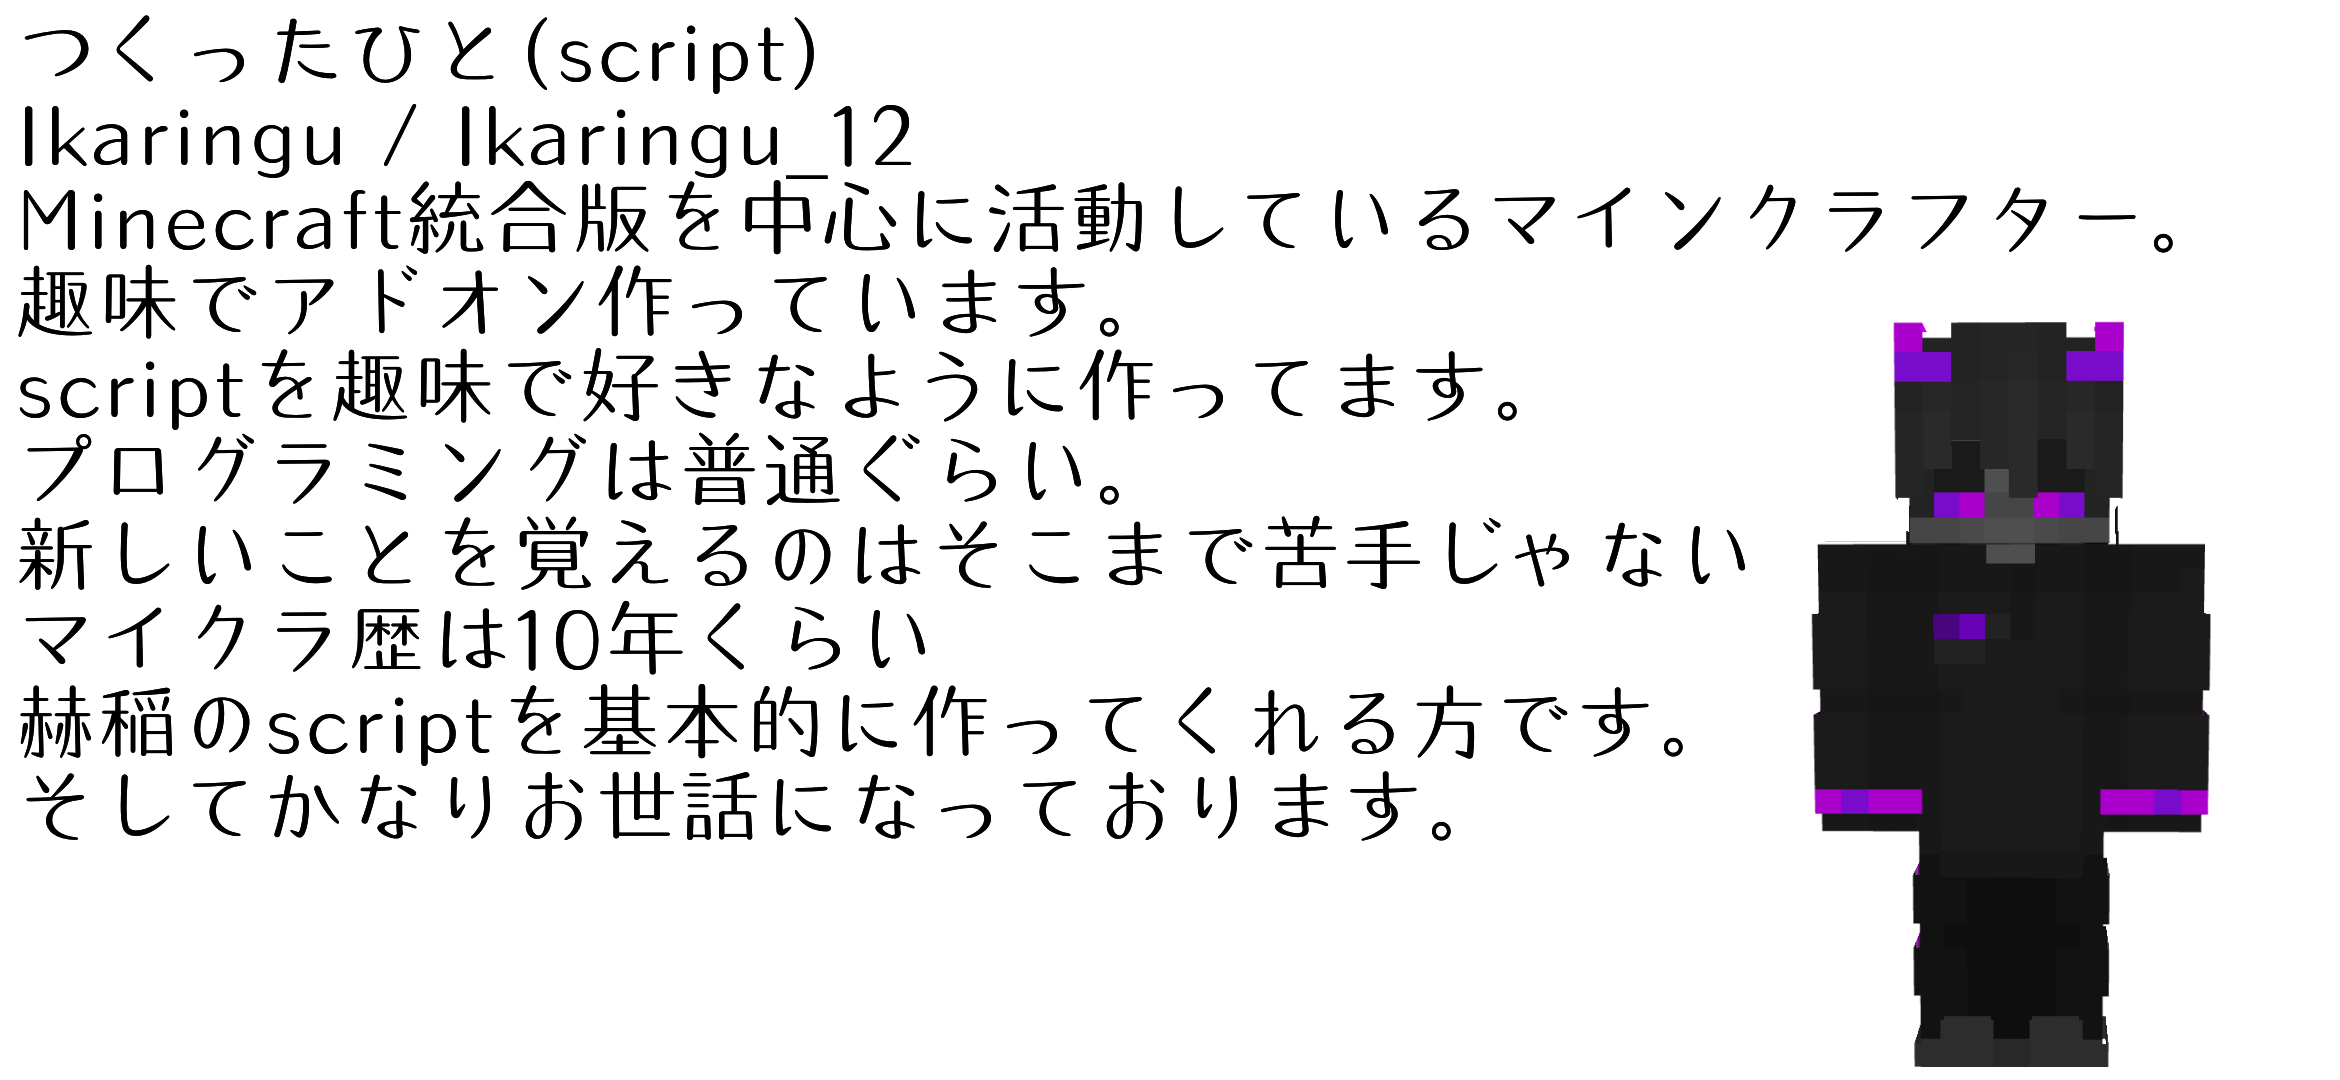 つくったひと(script)
Ikaringu / Ikaringu_12
Minecraft統合版を中心に活動しているマインクラフター。
趣味でアドオン作っています。
scriptを趣味で好きなように作ってます。
プログラミングは普通ぐらい。
新しいことを覚えるのはそこまで苦手じゃない
マイクラ歴は10年くらい
赫稲のscriptを基本的に作ってくれる方です。
そしてかなりお世話になっております。